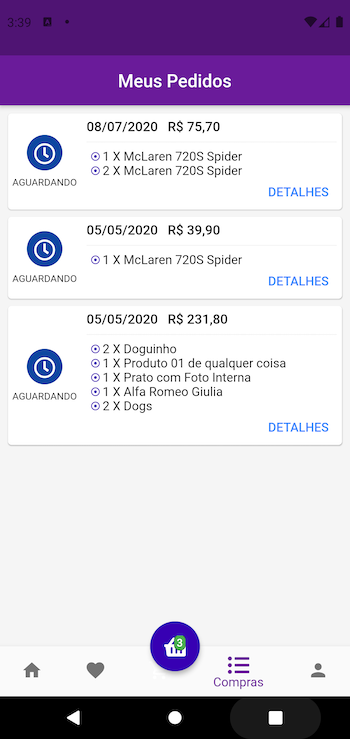 3:39
Meus Pedidos
08/07/2020 R$ 75,70
1 X McLaren 720S Spider
2 X McLaren 720S Spider
AGUARDANDO
DETALHES
05/05/2020 R$ 39,90
1 X McLaren 720S Spider
AGUARDANDO
DETALHES
05/05/2020 R$ 231,80
2 X Doguinho
1 X Produto 01 de qualquer coisa
1 X Prato com Foto Interna
1 X Alfa Romeo Giulia
2 X Dogs
AGUARDANDO
DETALHES
3
Compras